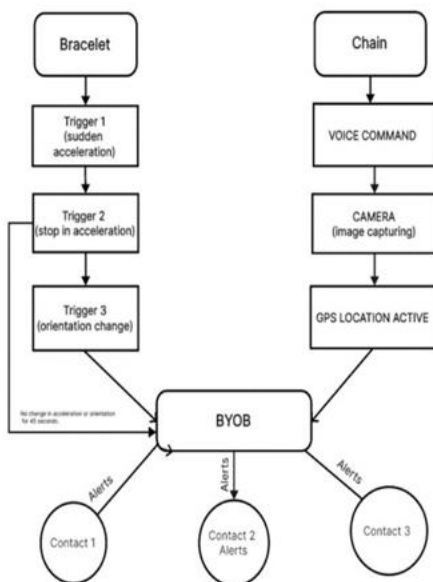 Bracelet
Chain
Trigger 1
(sudden
acceleration)
VOICE COMMAND
Trigger 2
(stop in acceleration)
CAMERA
(image capturing)
Trigger 3
(orientation change)
GPS LOCATION ACTIVE
No change in acceleration or orientation
for 45 seconds.
BYOB
Alerts
Alerts
Alerts
Contact 1
Contact 2
Alerts
Contact 3